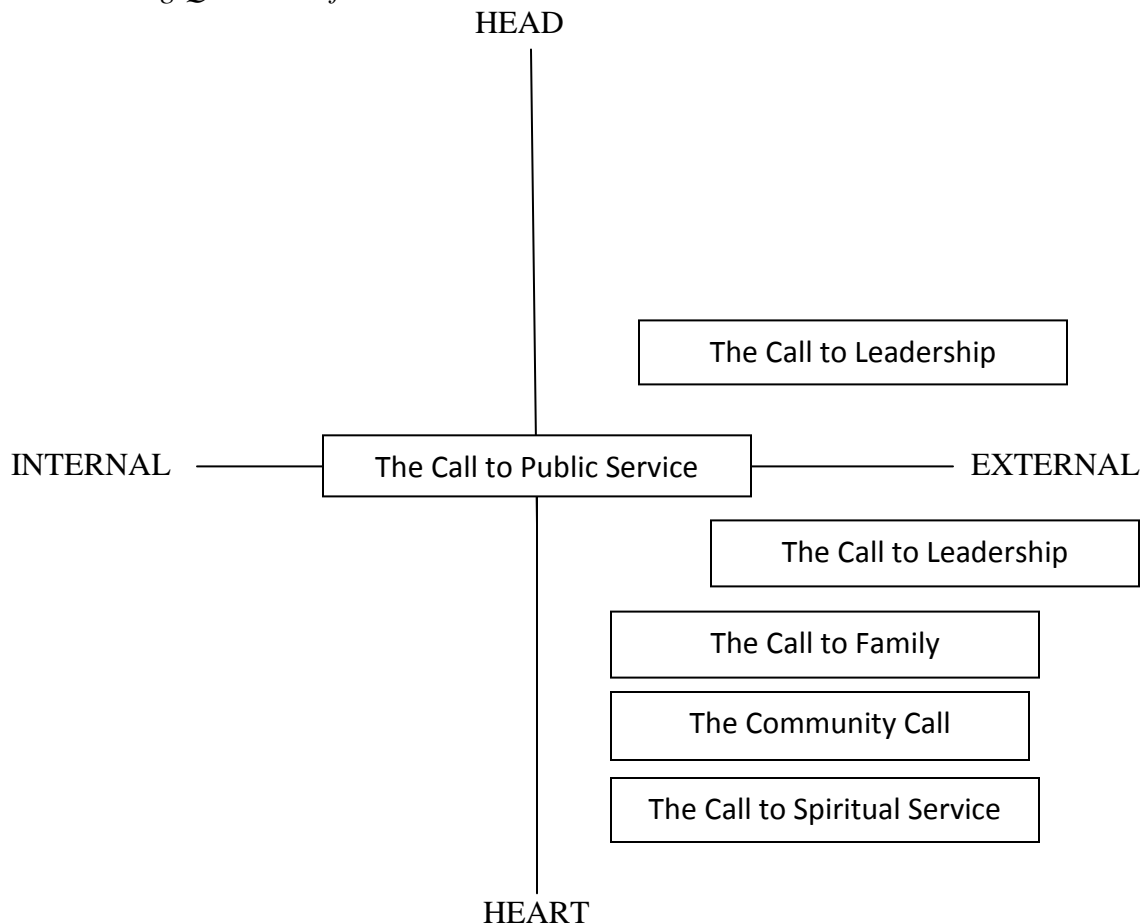 HEAD
The Call to Leadership
INTERNAL
The Call to Public Service
EXTERNAL
The Call to Leadership
The Call to Family
The Community Call
The Call to Spiritual Service
HEART